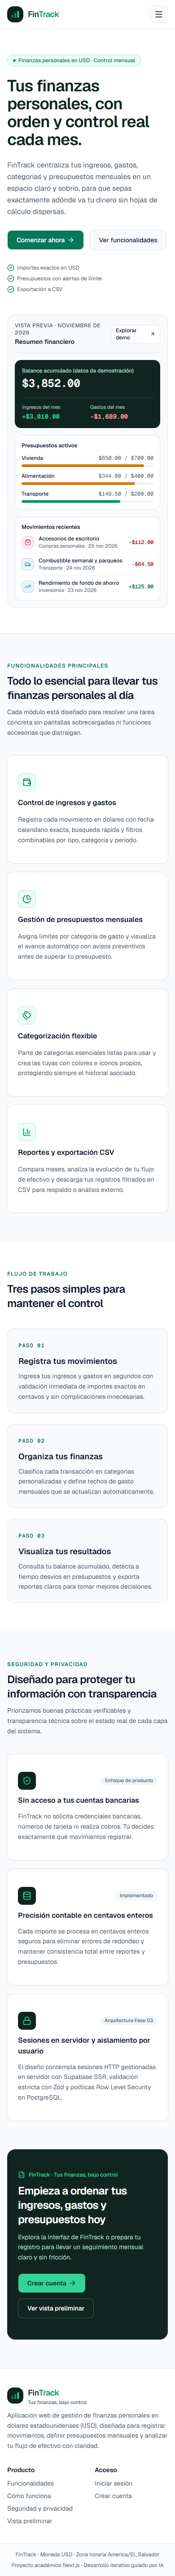 FinTrack
Finanzas personales en USD · Control mensual
Tus finanzas
personales, con
orden y control real
cada mes.
FinTrack centraliza tus ingresos, gastos,
categorías y presupuestos mensuales en un
espacio claro y sobrio, para que sepas
exactamente adónde va tu dinero sin hojas de
cálculo dispersas.
Comenzar ahora →
Ver funcionalidades
Importes exactos en USD
Presupuestos con alertas de límite
Exportación a CSV
VISTA PREVIA · NOVIEMBRE DE
2026
Resumen financiero
Explorar
demo
Balance acumulado (datos de demostración)
$3,852.00
Ingresos del mes
+$3,010.00
Gastos del mes
-$1,689.00
Presupuestos activos
Vivienda
$650.00 / $700.00
Alimentación
$344.00 / $400.00
Transporte
$149.50 / $200.00
Movimientos recientes
Accesorios de escritorio
Compras personales · 25 nov 2026
-$112.00
Combustible semanal y parqueos
Transporte · 24 nov 2026
-$64.50
Rendimiento de fondo de ahorro
Inversiones · 23 nov 2026
+$125.00
FUNCIONALIDADES PRINCIPALES
Todo lo esencial para llevar tus
finanzas personales al día
Cada módulo está diseñado para resolver una tarea
concreta sin pantallas sobrecargadas ni funciones
accesorias que distraigan.
Control de ingresos y gastos
Registra cada movimiento en dólares con fecha
calendario exacta, búsqueda rápida y filtros
combinables por tipo, categoría y periodo.
Gestión de presupuestos mensuales
Asigna límites por categoría de gasto y visualiza
el avance automático con avisos preventivos
antes de superar tu presupuesto.
Categorización flexible
Parte de categorías esenciales listas para usar y
crea las tuyas con colores e iconos propios,
protegiendo siempre el historial asociado.
Reportes y exportación CSV
Compara meses, analiza la evolución de tu flujo
de efectivo y descarga tus registros filtrados en
CSV para respaldo o análisis externo.
FLUJO DE TRABAJO
Tres pasos simples para
mantener el control
PASO 01
Registra tus movimientos
Ingresa tus ingresos y gastos en segundos con
validación inmediata de importes exactos en
centavos y sin complicaciones innecesarias.
PASO 02
Organiza tus finanzas
Clasifica cada transacción en categorías
personalizadas y define techos de gasto
mensuales que se actualizan automáticamente.
PASO 03
Visualiza tus resultados
Consulta tu balance acumulado, detecta a
tiempo desvíos en presupuestos y exporta
reportes claros para tomar mejores decisiones.
SEGURIDAD Y PRIVACIDAD
Diseñado para proteger tu
información con transparencia
Priorizamos buenas prácticas verificables y
transparencia técnica sobre el estado real de cada capa
del sistema.
Enfoque de producto
Sin acceso a tus cuentas bancarias
FinTrack no solicita credenciales bancarias,
números de tarjeta ni realiza cobros. Tú decides
exactamente qué movimientos registrar.
Implementado
Precisión contable en centavos enteros
Cada importe se procesa en centavos enteros
seguros para eliminar errores de redondeo y
mantener consistencia total entre reportes y
presupuestos.
Arquitectura Fase 03
Sesiones en servidor y aislamiento por
usuario
El diseño contempla sesiones HTTP gestionadas
en servidor con Supabase SSR, validación
estricta con Zod y políticas Row Level Security
en PostgreSQL.
FinTrack · Tus finanzas, bajo control
Empieza a ordenar tus
ingresos, gastos y
presupuestos hoy
Explora la interfaz de FinTrack o prepara tu
registro para llevar un seguimiento mensual
claro y sin fricción.
Crear cuenta →
Ver vista preliminar
FinTrack
Tus finanzas, bajo control
Aplicación web de gestión de finanzas personales en
dólares estadounidenses (USD), diseñada para registrar
movimientos, definir presupuestos mensuales y analizar
tu flujo de efectivo con claridad.
Producto
Acceso
Funcionalidades
Iniciar sesión
Cómo funciona
Crear cuenta
Seguridad y privacidad
Vista preliminar
FinTrack · Moneda USD · Zona horaria America/El_Salvador
Proyecto académico Next.js · Desarrollo iterativo guiado por IA